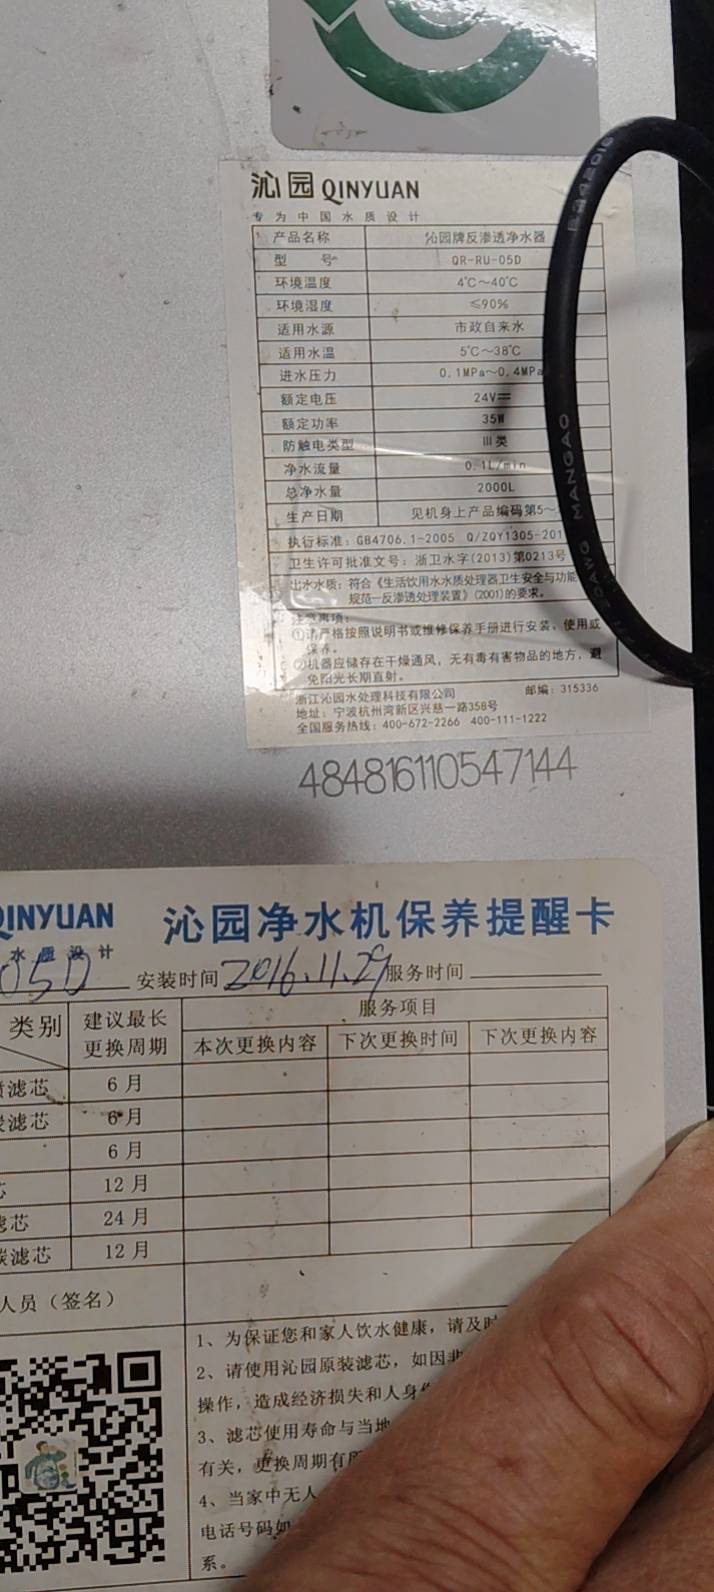 沁园 QINYUAN
专为中国水质设计
产品名称 沁园牌反渗透净水器
型 号 QR-RU-05D
环境温度 4℃~40℃
环境湿度 ≤90%
适用水源 市政自来水
适用水温 5℃~38℃
进水压力 0.1MPa~0.4MPa
额定电压 24V
额定功率 35W
防触电类型 III类
净水流量 0.1L/min
总净水量 2000L
生产日期 见机身上产品编码第5~
执行标准：GB4706.1-2005 Q/ZQY1305-201
卫生许可批准文号：浙卫水字(2013)第0213号
出水水质：符合《生活饮用水水质处理器卫生安全与功能
规范—反渗透处理装置》(2001)的要求。
注意事项：
①请严格按照说明书或维修保养手册进行安装、使用或
保养。
②机器应储存在干燥通风，无有毒有害物品的地方，避
免阳光长期直射。
浙江沁园水处理科技有限公司 邮编：315336
地址：宁波杭州湾新区兴慈一路358号
全国服务热线：400-672-2266 400-111-1222
484816110547144
QINYUAN 沁园净水机保养提醒卡
水质设计
05D 安装时间 2016.11.29 服务时间
类别 建议最长更换周期 服务项目
本次更换内容 下次更换时间 下次更换内容
滤芯 6月
滤芯 6月
6月
芯 12月
滤芯 24月
炭滤芯 12月
人员（签名）
1、为保证您和家人饮水健康，请及时
2、请使用沁园原装滤芯，如因非
操作，造成经济损失和人身
3、滤芯使用寿命与当地
有关，更换周期有所
4、当家中无人
电话号码如
系。
MANGAO